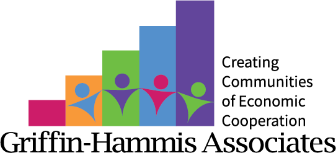 Creating
Communities
of Economic
Cooperation
Griffin-Hammis Associates